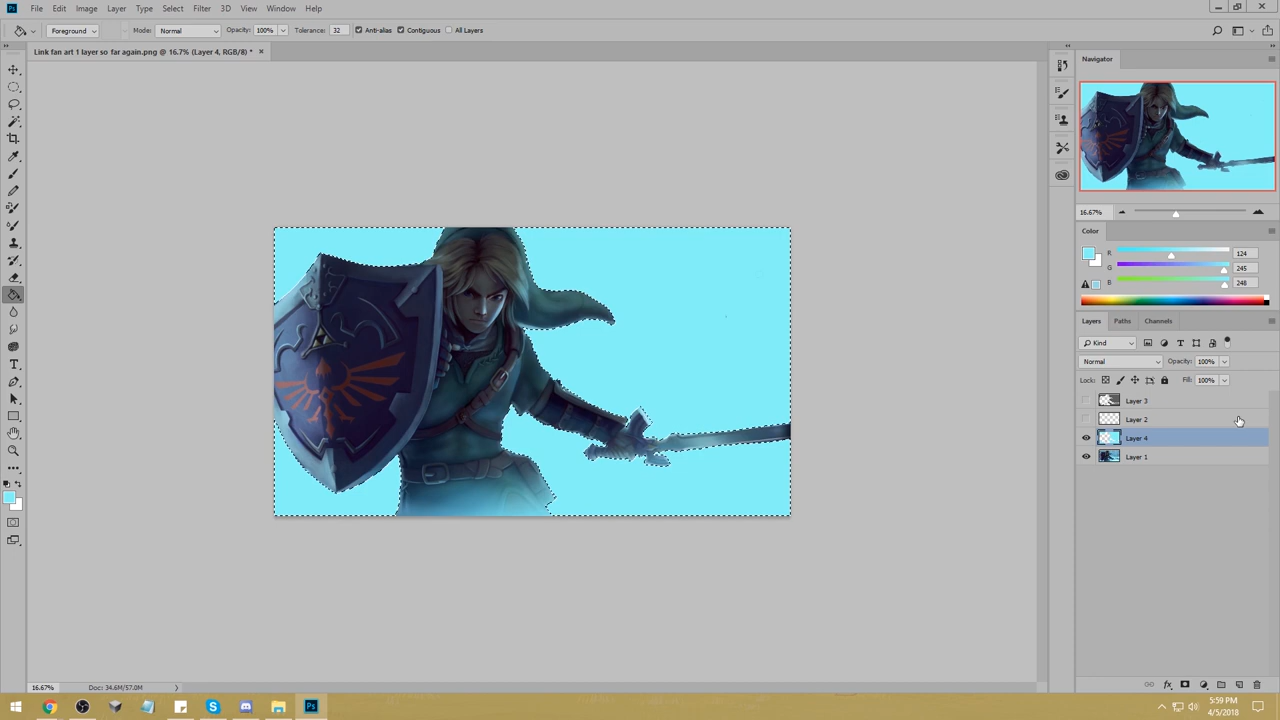 Ps File Edit Image Layer Type Select Filter 3D View Window Help
Foreground Mode: Normal Opacity: 100% Tolerance: 32 Anti-alias Contiguous All Layers
Link fan art 1 layer so far again.png @ 16.7% (Layer 4, RGB/8) * ×
Navigator
16.67%
Color
R 124
G 245
B 248
Layers Paths Channels
Kind
Normal Opacity: 100%
Lock: Fill: 100%
Layer 3
Layer 2
Layer 4
Layer 1
16.67% Doc: 34.6M/57.0M
Ps
5:59 PM
4/5/2018